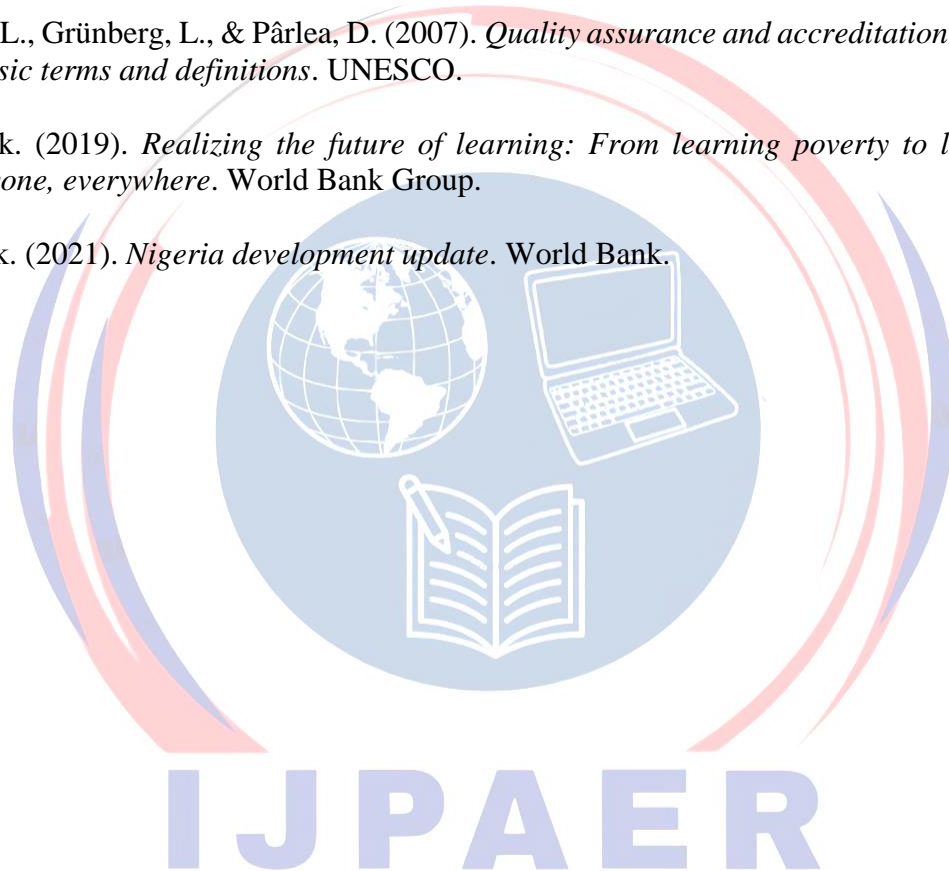 L., Grünberg, L., & Pârlea, D. (2007). Quality assurance and accreditation
sic terms and definitions. UNESCO.
k. (2019). Realizing the future of learning: From learning poverty to l
one, everywhere. World Bank Group.
k. (2021). Nigeria development update. World Bank.
IJPAER